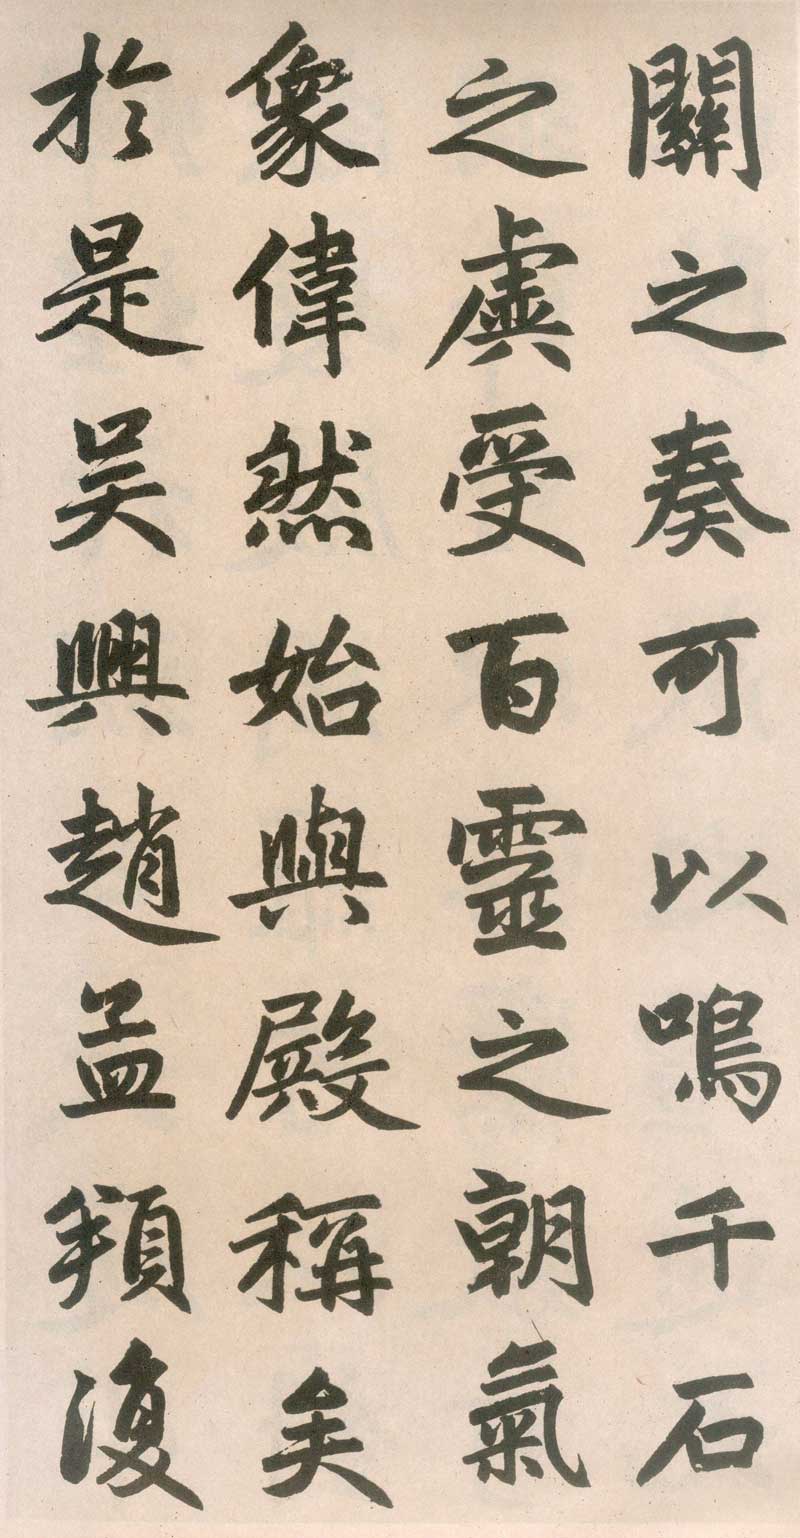 關之奏可以鳴千石
之虡受百靈之朝氣
象偉然始與殿稱矣
於是吳興趙孟頫復